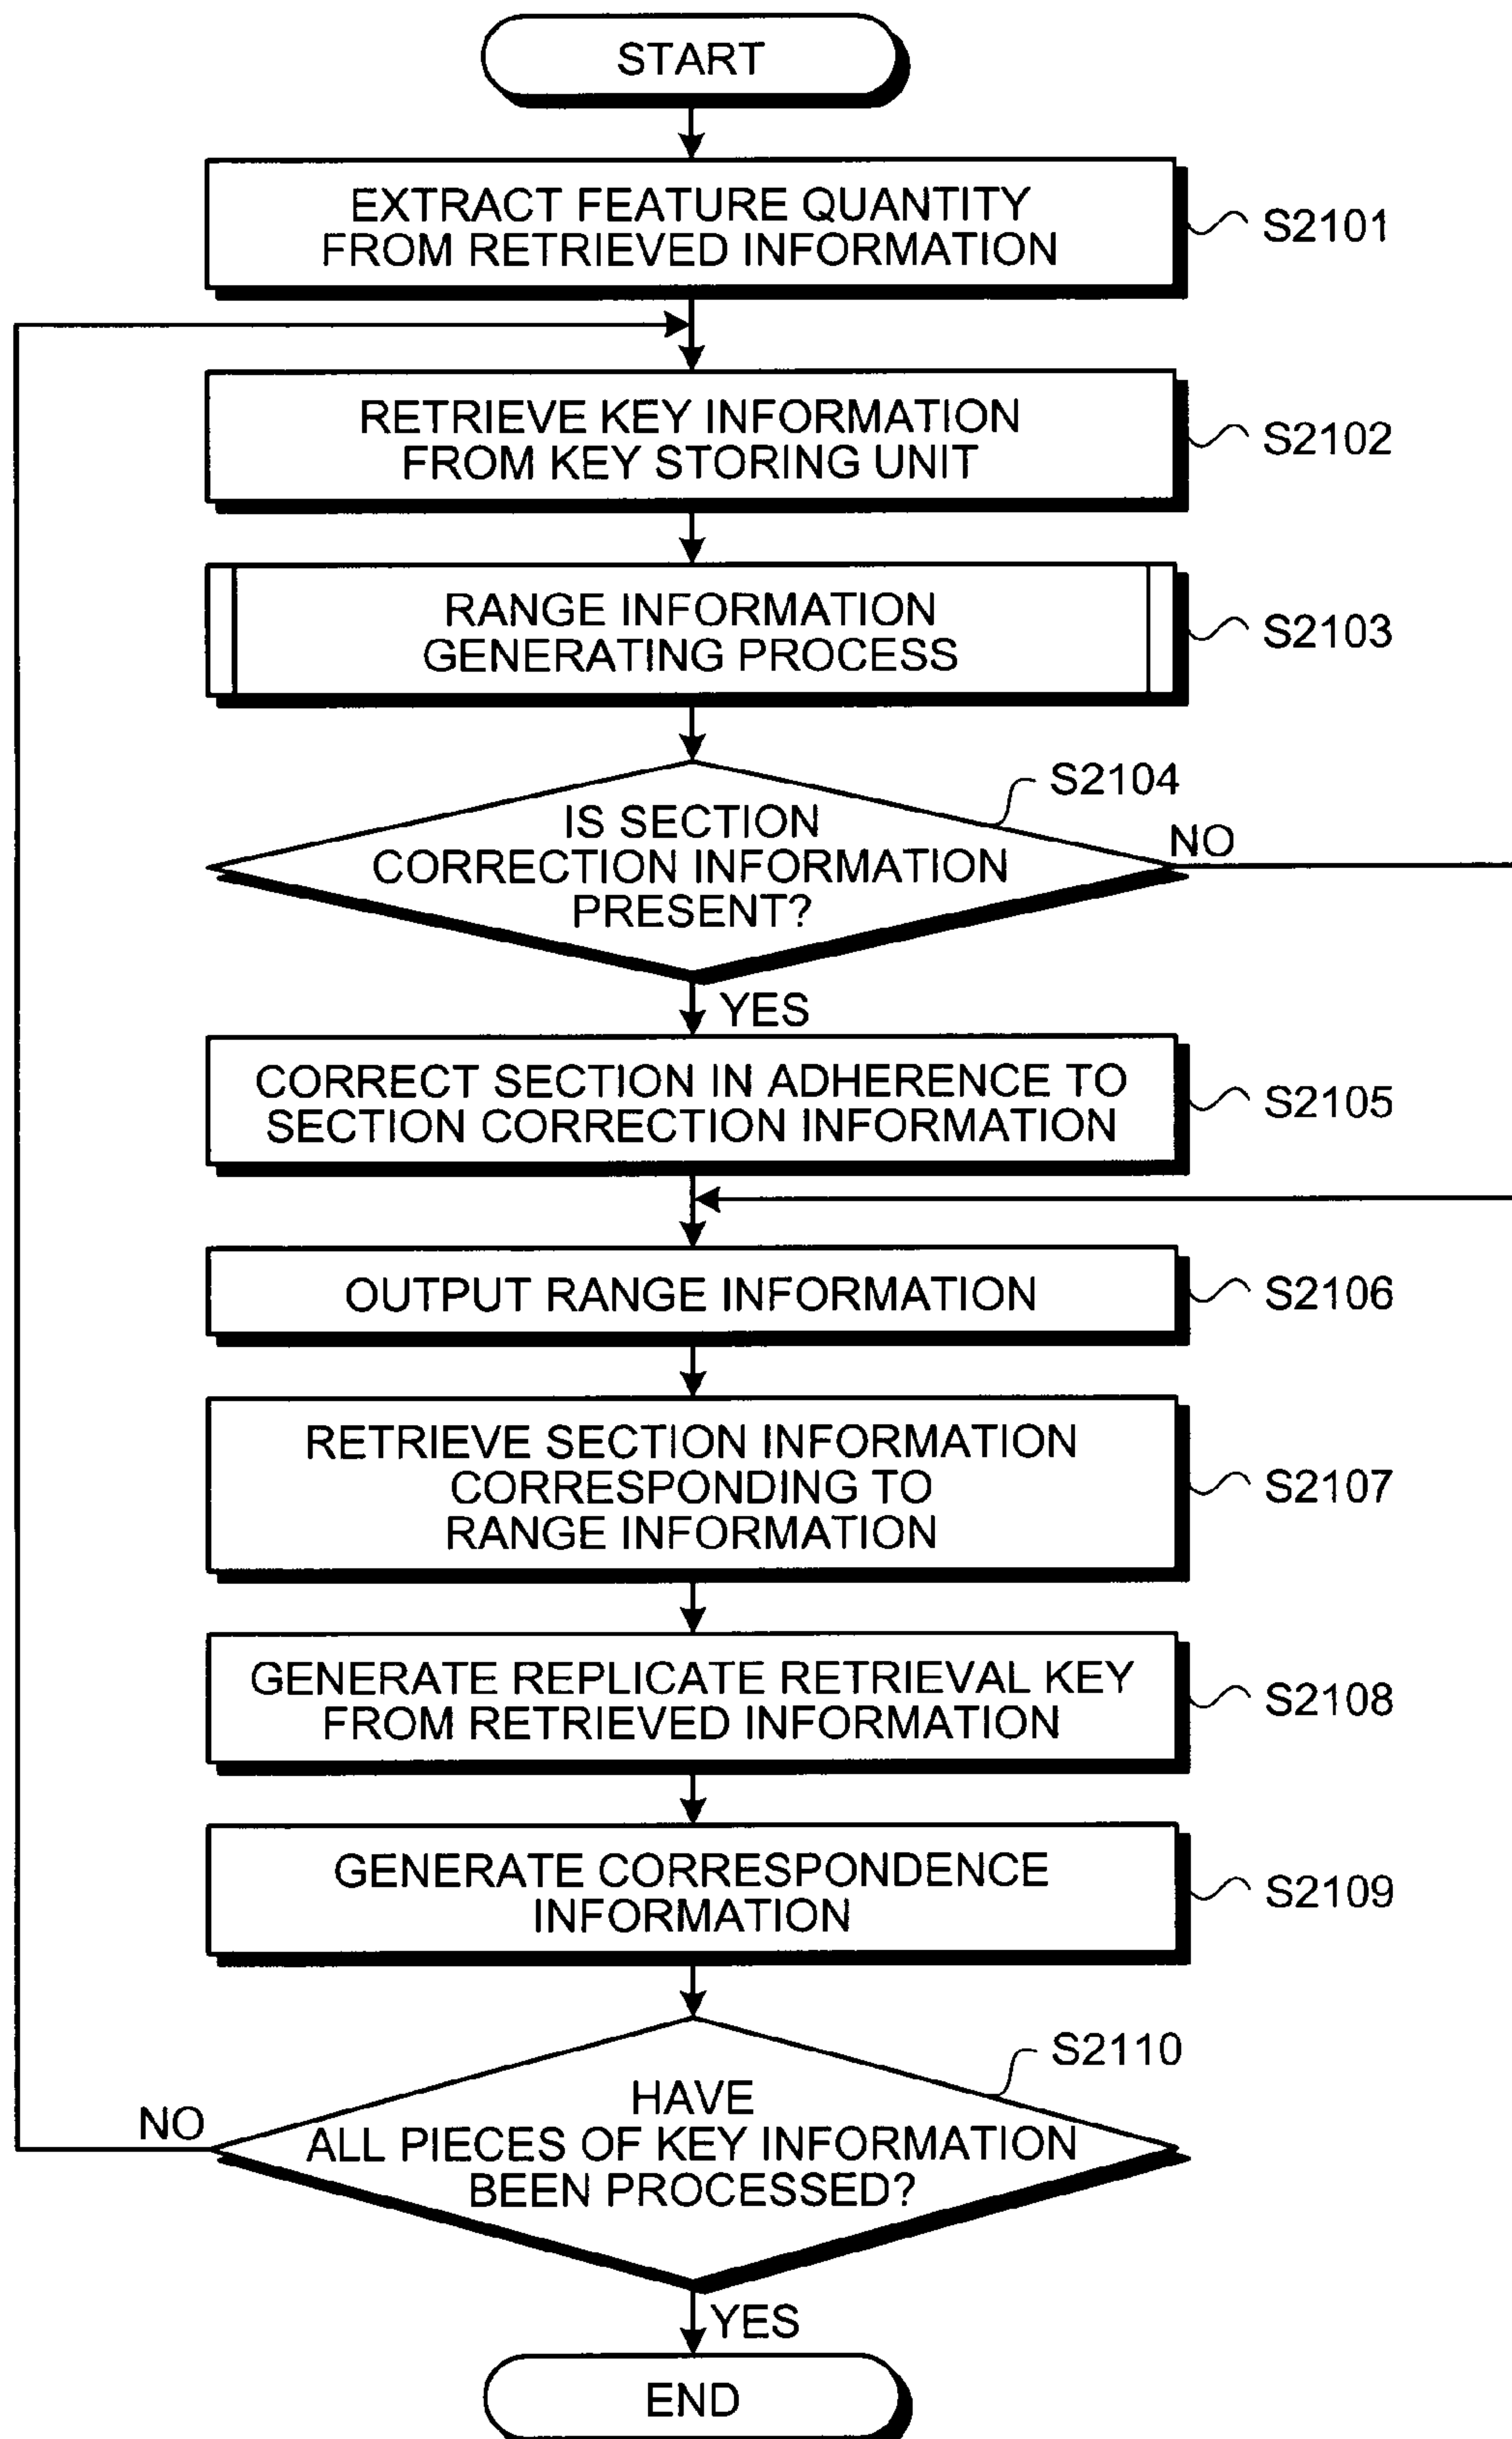 START
EXTRACT FEATURE QUANTITY
FROM RETRIEVED INFORMATION
S2101
RETRIEVE KEY INFORMATION
FROM KEY STORING UNIT
S2102
RANGE INFORMATION
GENERATING PROCESS
S2103
S2104
IS SECTION
CORRECTION INFORMATION
PRESENT?
NO
YES
CORRECT SECTION IN ADHERENCE TO
SECTION CORRECTION INFORMATION
S2105
OUTPUT RANGE INFORMATION
S2106
RETRIEVE SECTION INFORMATION
CORRESPONDING TO
RANGE INFORMATION
S2107
GENERATE REPLICATE RETRIEVAL KEY
FROM RETRIEVED INFORMATION
S2108
GENERATE CORRESPONDENCE
INFORMATION
S2109
S2110
HAVE
ALL PIECES OF KEY INFORMATION
BEEN PROCESSED?
NO
YES
END